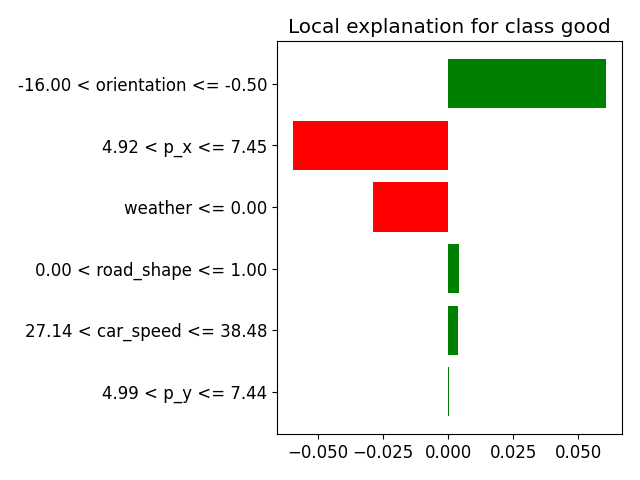 Local explanation for class good
-16.00 < orientation <= -0.50
4.92 < p_x <= 7.45
weather <= 0.00
0.00 < road_shape <= 1.00
27.14 < car_speed <= 38.48
4.99 < p_y <= 7.44
−0.050 −0.025 0.000 0.025 0.050